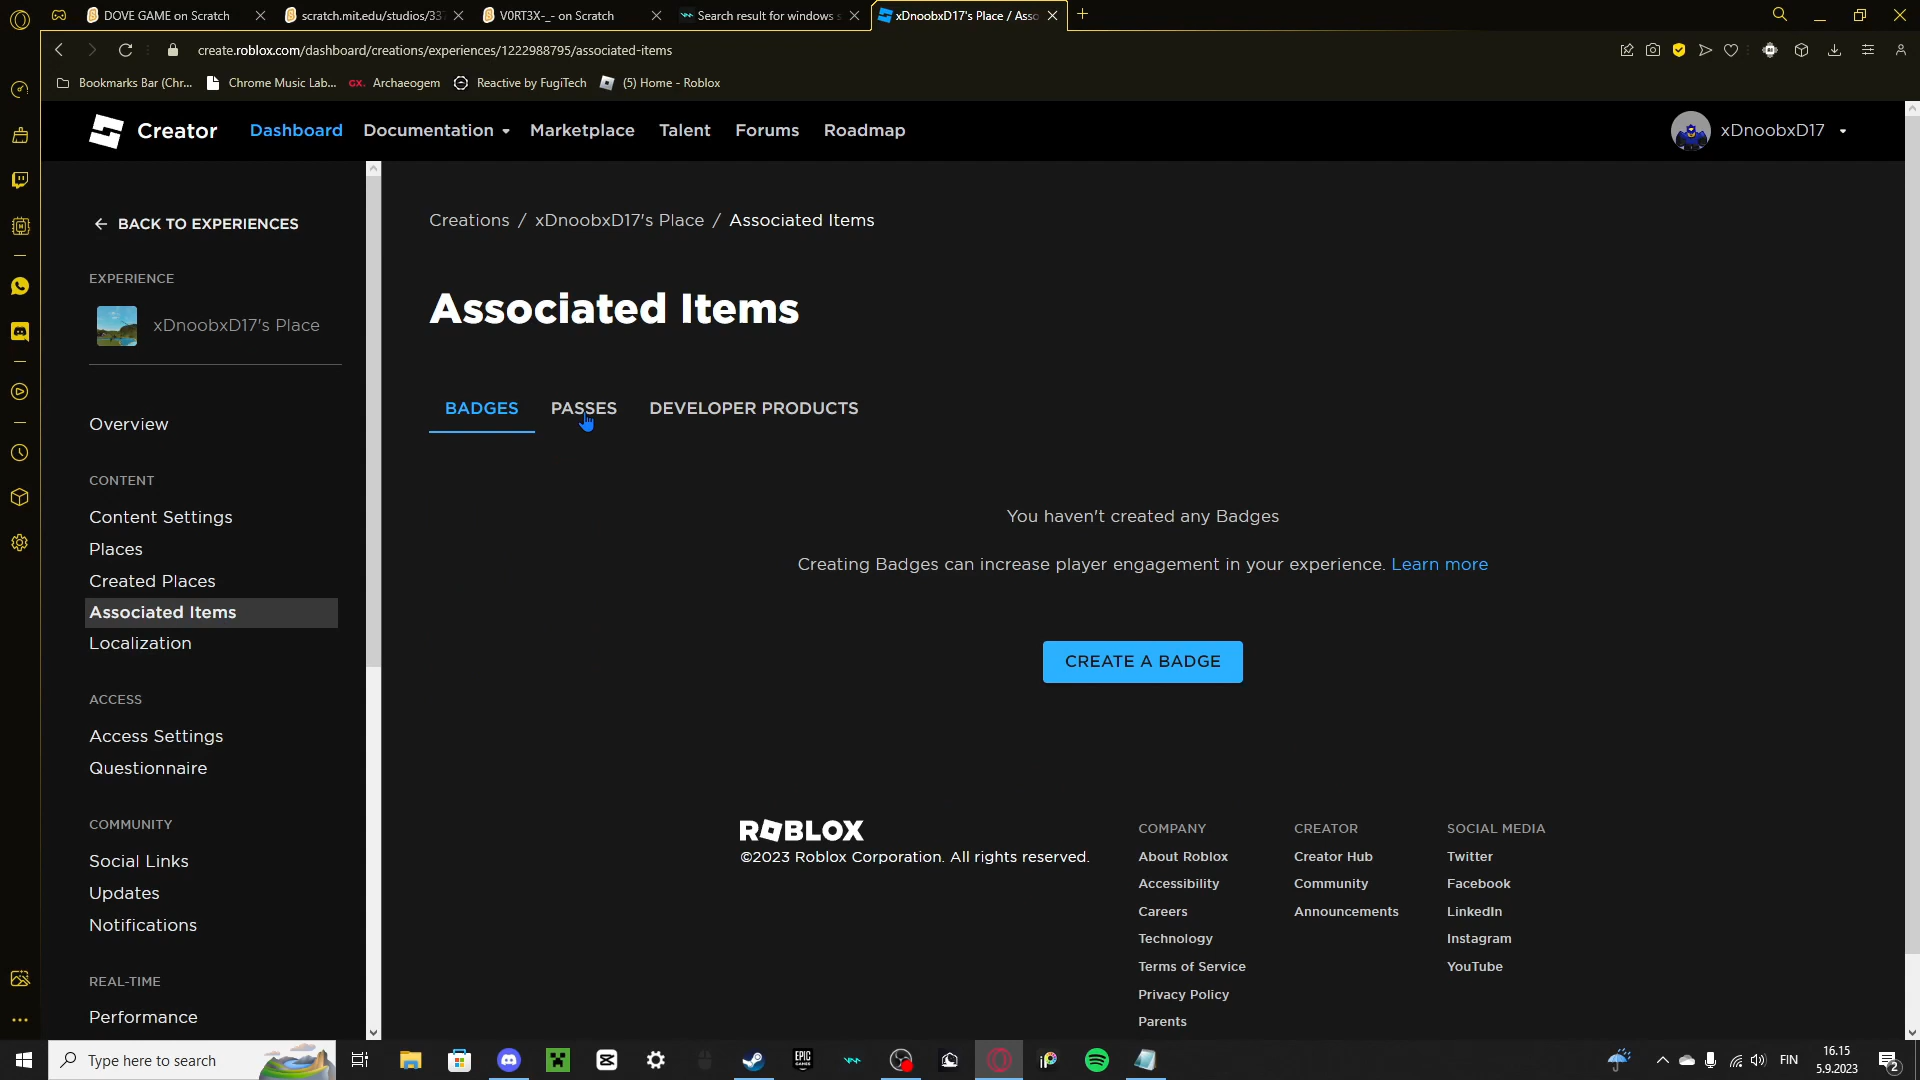 DOVE GAME on Scratch
scratch.mit.edu/studios/337
V0RT3X-_- on Scratch
Search result for windows s
xDnoobxD17's Place / Asso
create.roblox.com/dashboard/creations/experiences/1222988795/associated-items
Bookmarks Bar (Chr...
Chrome Music Lab...
GX. Archaeogem
Reactive by FugiTech
(5) Home - Roblox
Creator
Dashboard
Documentation
Marketplace
Talent
Forums
Roadmap
xDnoobxD17
BACK TO EXPERIENCES
EXPERIENCE
xDnoobxD17's Place
Overview
CONTENT
Content Settings
Places
Created Places
Associated Items
Localization
ACCESS
Access Settings
Questionnaire
COMMUNITY
Social Links
Updates
Notifications
REAL-TIME
Performance
Creations / xDnoobxD17's Place / Associated Items
Associated Items
BADGES
PASSES
DEVELOPER PRODUCTS
You haven't created any Badges
Creating Badges can increase player engagement in your experience. Learn more
CREATE A BADGE
ROBLOX
©2023 Roblox Corporation. All rights reserved.
COMPANY
About Roblox
Accessibility
Careers
Technology
Terms of Service
Privacy Policy
Parents
CREATOR
Creator Hub
Community
Announcements
SOCIAL MEDIA
Twitter
Facebook
LinkedIn
Instagram
YouTube
Type here to search
EPIC GAMES
FIN
16.15
5.9.2023
2